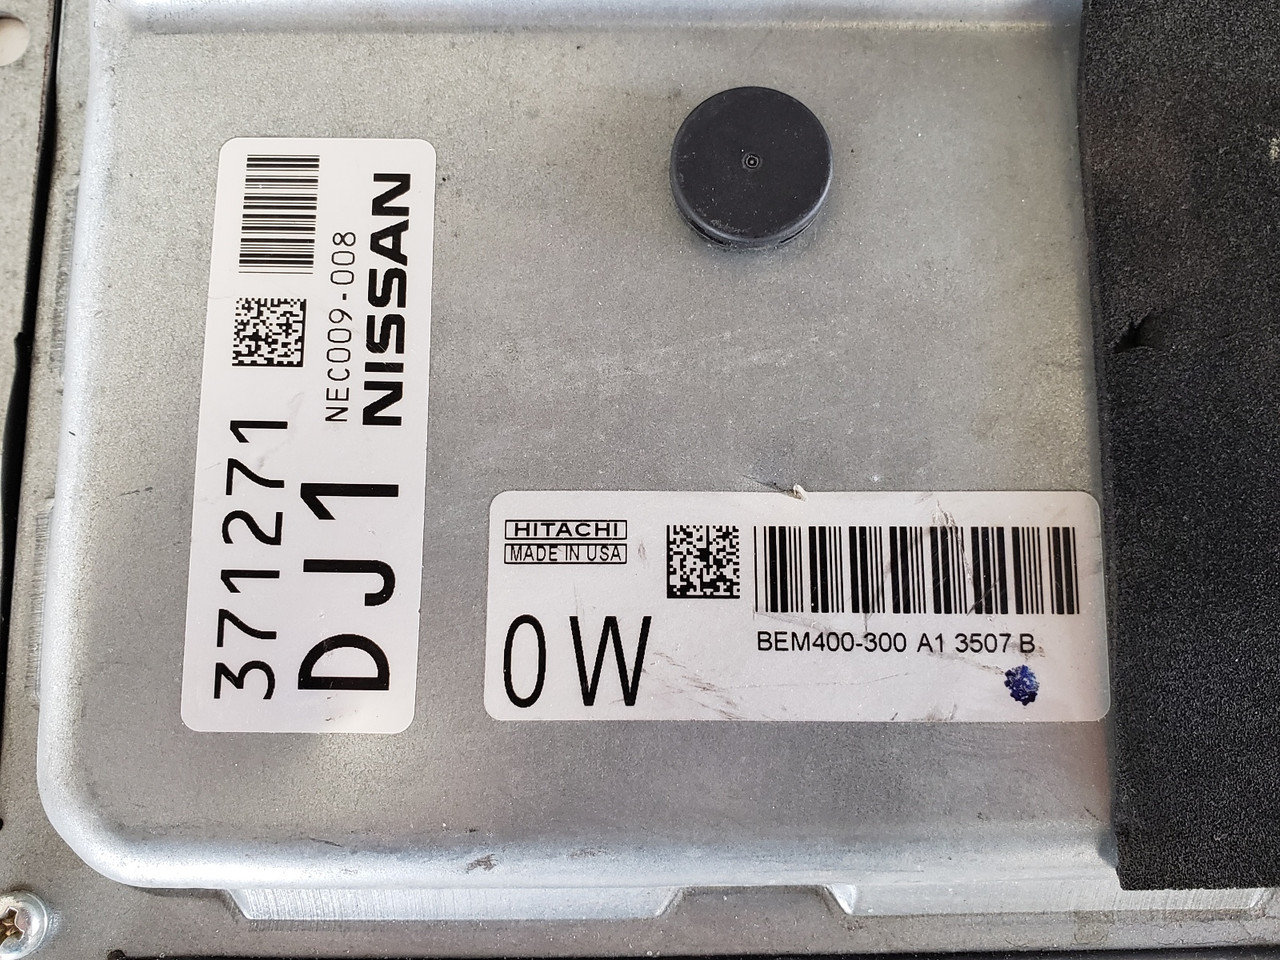 NISSAN
NEC009-008
DJ1
371271
HITACHI
MADE IN USA
0W
BEM400-300 A1 3507 B